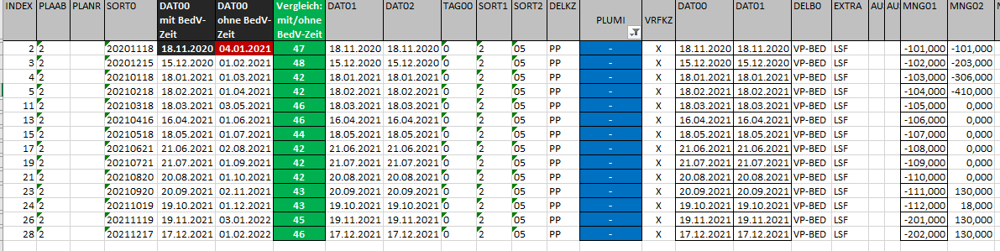 INDEX PLAAB PLANR SORT0 DAT00 mit BedV-Zeit DAT00 ohne BedV-Zeit Vergleich: mit/ohne BedV-Zeit DAT01 DAT02 TAG00 SORT1 SORT2 DELKZ PLUMI VRFKZ DAT00 DAT01 DELB0 EXTRA AU AU MNG01 MNG02
2 2 20201118 18.11.2020 04.01.2021 47 18.11.2020 18.11.2020 0 2 05 PP - X 18.11.2020 18.11.2020 VP-BED LSF -101,000 -101,000
3 2 20201215 15.12.2020 01.02.2021 48 15.12.2020 15.12.2020 0 2 05 PP - X 15.12.2020 15.12.2020 VP-BED LSF -102,000 -203,000
4 2 20210118 18.01.2021 01.03.2021 42 18.01.2021 18.01.2021 0 2 05 PP - X 18.01.2021 18.01.2021 VP-BED LSF -103,000 -306,000
5 2 20210218 18.02.2021 01.04.2021 42 18.02.2021 18.02.2021 0 2 05 PP - X 18.02.2021 18.02.2021 VP-BED LSF -104,000 -410,000
11 2 20210318 18.03.2021 03.05.2021 46 18.03.2021 18.03.2021 0 2 05 PP - X 18.03.2021 18.03.2021 VP-BED LSF -105,000 0,000
13 2 20210416 16.04.2021 01.06.2021 46 16.04.2021 16.04.2021 0 2 05 PP - X 16.04.2021 16.04.2021 VP-BED LSF -106,000 0,000
15 2 20210518 18.05.2021 01.07.2021 44 18.05.2021 18.05.2021 0 2 05 PP - X 18.05.2021 18.05.2021 VP-BED LSF -107,000 0,000
17 2 20210621 21.06.2021 02.08.2021 42 21.06.2021 21.06.2021 0 2 05 PP - X 21.06.2021 21.06.2021 VP-BED LSF -108,000 0,000
19 2 20210721 21.07.2021 01.09.2021 42 21.07.2021 21.07.2021 0 2 05 PP - X 21.07.2021 21.07.2021 VP-BED LSF -109,000 0,000
21 2 20210820 20.08.2021 01.10.2021 42 20.08.2021 20.08.2021 0 2 05 PP - X 20.08.2021 20.08.2021 VP-BED LSF -110,000 0,000
23 2 20210920 20.09.2021 02.11.2021 43 20.09.2021 20.09.2021 0 2 05 PP - X 20.09.2021 20.09.2021 VP-BED LSF -111,000 130,000
24 2 20211019 19.10.2021 01.12.2021 43 19.10.2021 19.10.2021 0 2 05 PP - X 19.10.2021 19.10.2021 VP-BED LSF -112,000 18,000
26 2 20211119 19.11.2021 03.01.2022 45 19.11.2021 19.11.2021 0 2 05 PP - X 19.11.2021 19.11.2021 VP-BED LSF -201,000 130,000
28 2 20211217 17.12.2021 01.02.2022 46 17.12.2021 17.12.2021 0 2 05 PP - X 17.12.2021 17.12.2021 VP-BED LSF -202,000 130,000